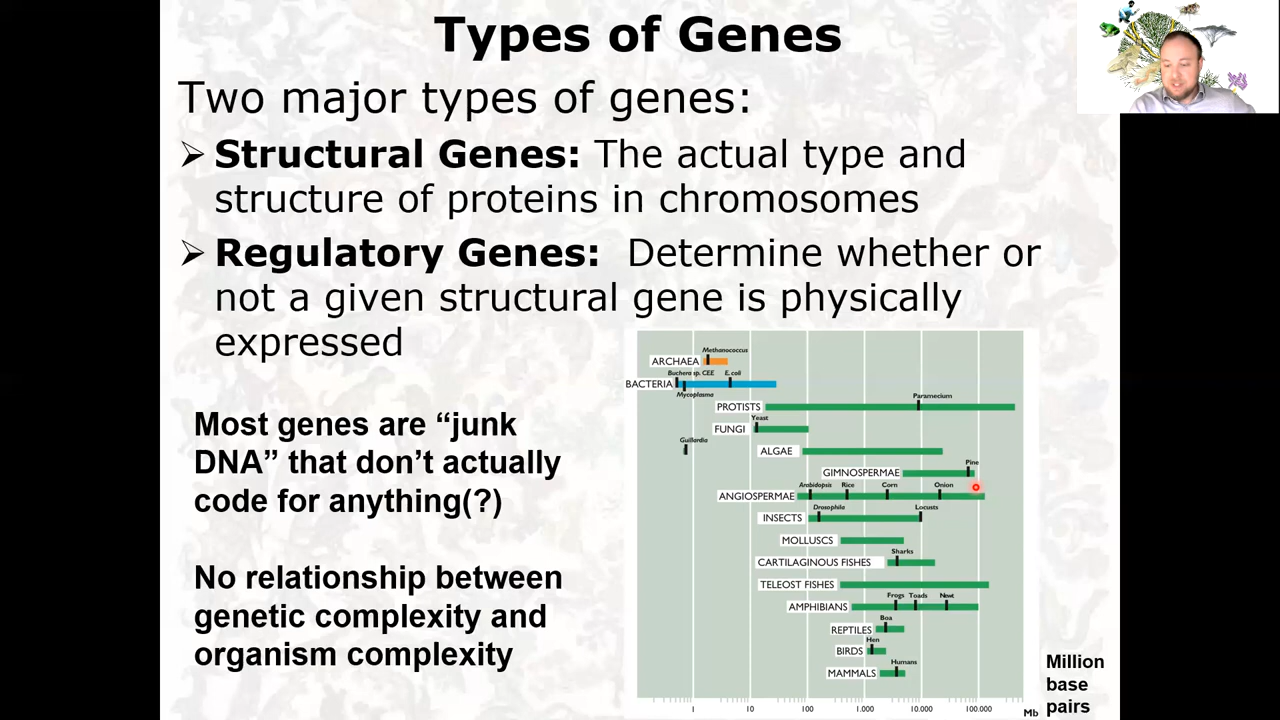 Types of Genes
Two major types of genes:
➢ Structural Genes: The actual type and
structure of proteins in chromosomes
➢ Regulatory Genes: Determine whether or
not a given structural gene is physically
expressed
Most genes are “junk
DNA” that don’t actually
code for anything(?)
No relationship between
genetic complexity and
organism complexity
Methanococcus
ARCHAEA
Buchera sp. CEE E. coli
BACTERIA
Mycoplasma
Paramecium
PROTISTS
Yeast
FUNGI
Guillardia
ALGAE
Pine
GIMNOSPERMAE
Arabidopsis Rice Corn Onion
ANGIOSPERMAE
Drosophila Locusts
INSECTS
MOLLUSCS
Sharks
CARTILAGINOUS FISHES
TELEOST FISHES
Frogs Toads Newt
AMPHIBIANS
Boa
REPTILES
Hen
BIRDS
Humans
MAMMALS
1 10 100 1.000 10.000 100.000 Mb
Million
base
pairs